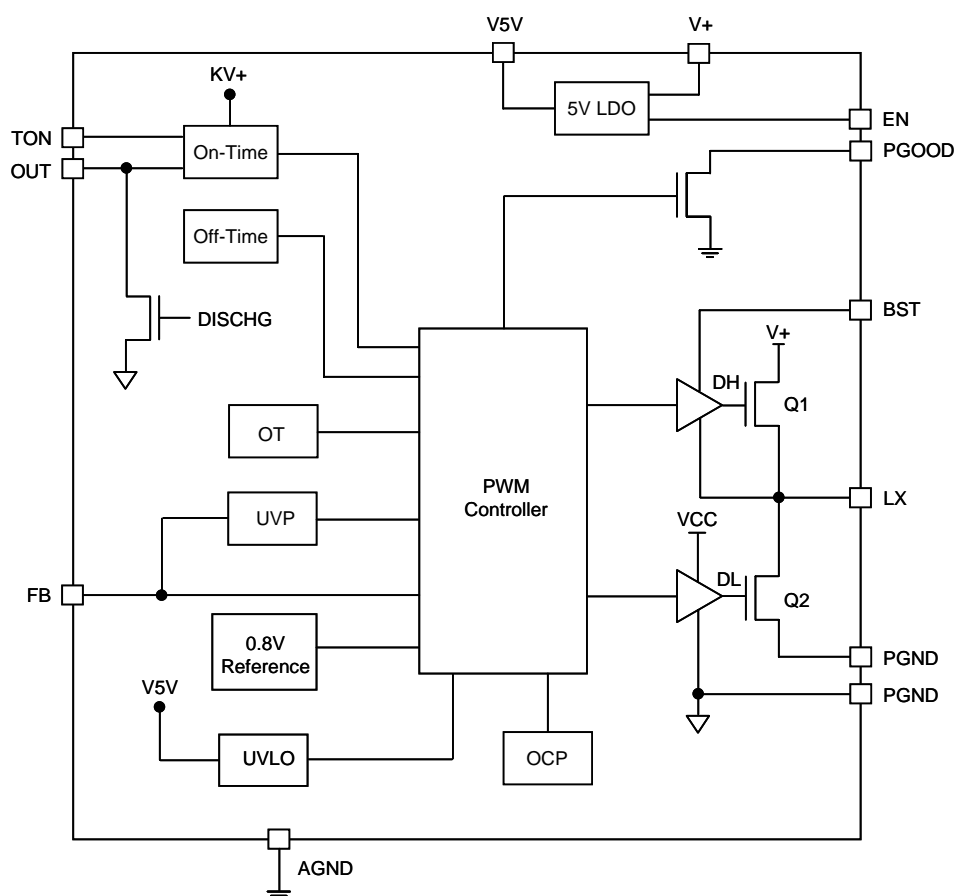 V5V
V+
KV+
TON
On-Time
5V LDO
EN
OUT
PGOOD
Off-Time
DISCHG
BST
V+
DH
Q1
OT
PWM
Controller
LX
UVP
VCC
DL
FB
Q2
0.8V
Reference
PGND
V5V
PGND
UVLO
OCP
AGND